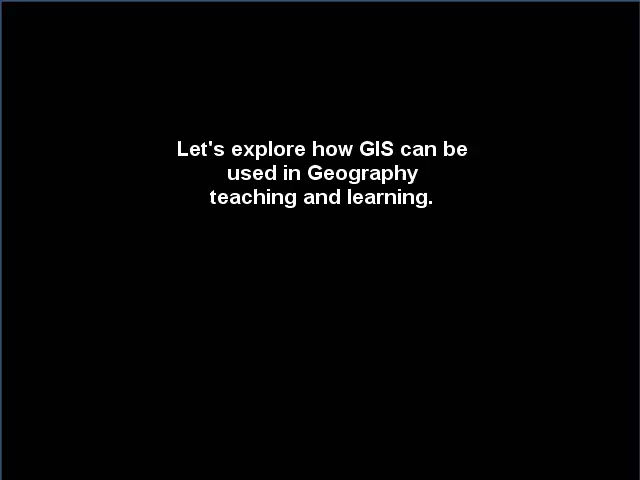 Let's explore how GIS can be
used in Geography
teaching and learning.